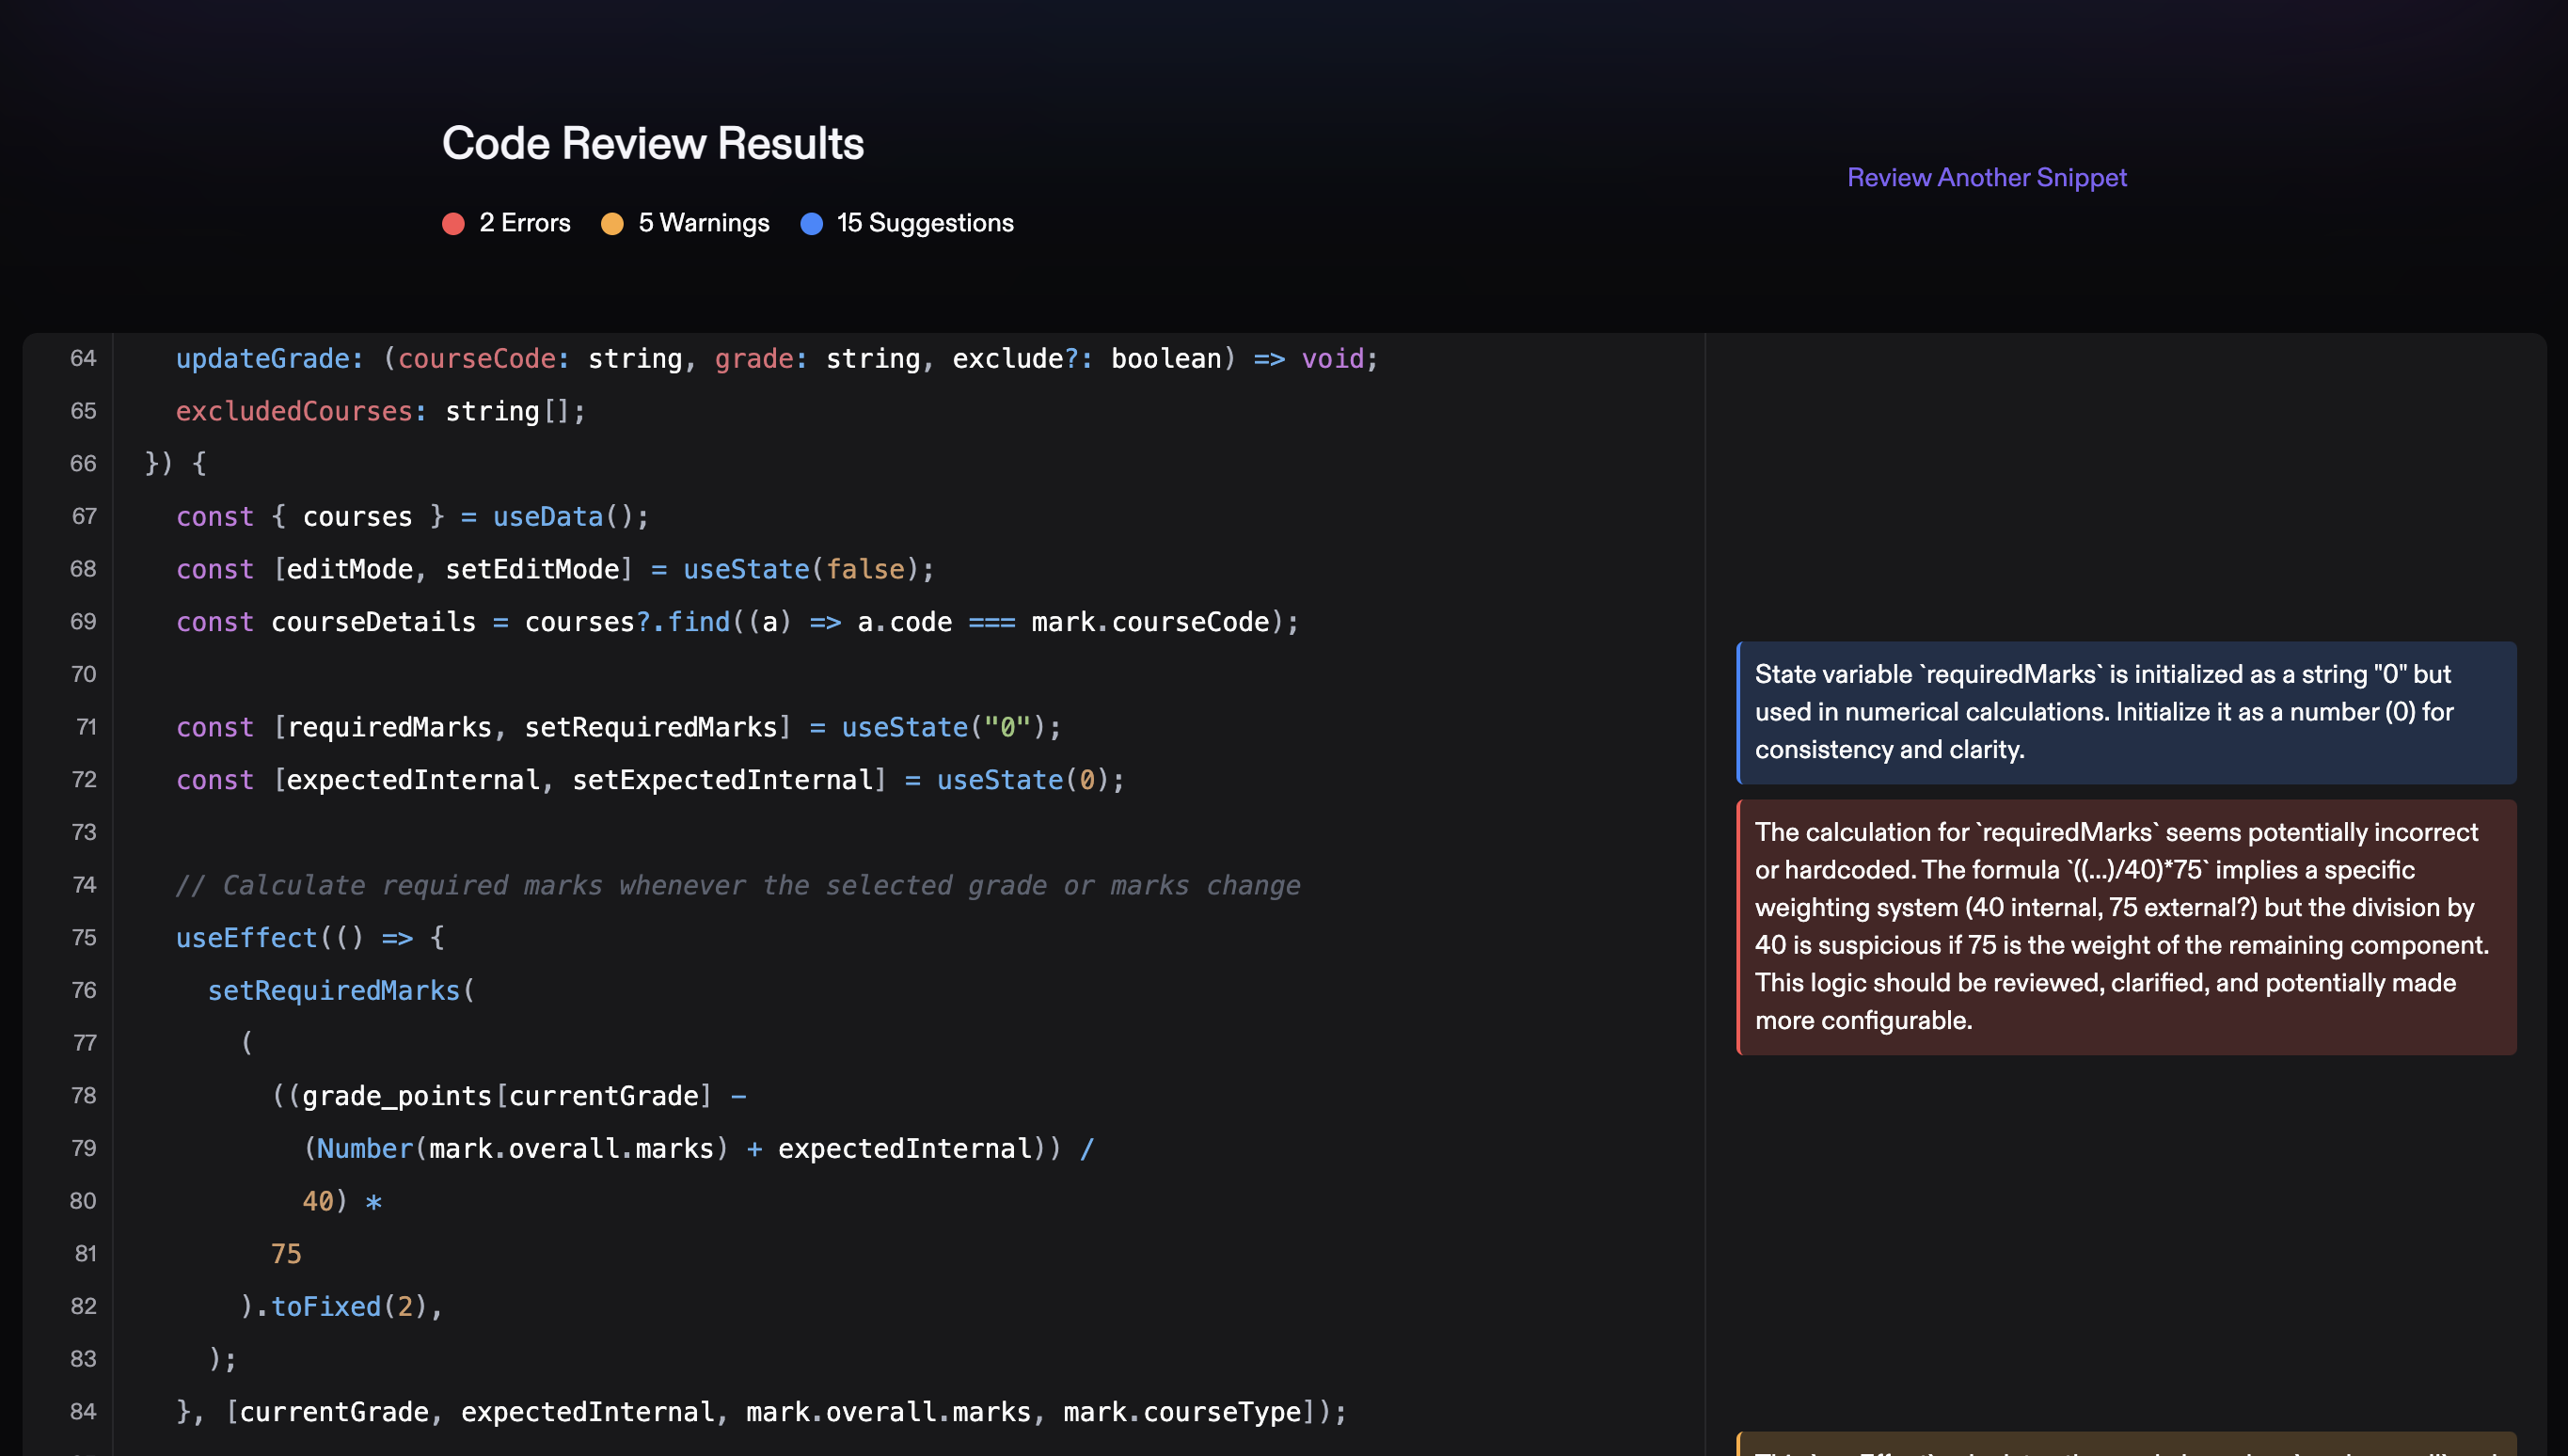 Code Review Results
Review Another Snippet
2 Errors 5 Warnings 15 Suggestions
64 updateGrade: (courseCode: string, grade: string, exclude?: boolean) => void;
65 excludedCourses: string[];
66 }) {
67 const { courses } = useData();
68 const [editMode, setEditMode] = useState(false);
69 const courseDetails = courses?.find((a) => a.code === mark.courseCode);
70
71 const [requiredMarks, setRequiredMarks] = useState("0");
72 const [expectedInternal, setExpectedInternal] = useState(0);
73
74 // Calculate required marks whenever the selected grade or marks change
75 useEffect(() => {
76 setRequiredMarks(
77 (
78 ((grade_points[currentGrade] -
79 (Number(mark.overall.marks) + expectedInternal)) /
80 40) *
81 75
82 ).toFixed(2),
83 );
84 }, [currentGrade, expectedInternal, mark.overall.marks, mark.courseType]);
State variable `requiredMarks` is initialized as a string "0" but
used in numerical calculations. Initialize it as a number (0) for
consistency and clarity.
The calculation for `requiredMarks` seems potentially incorrect
or hardcoded. The formula `((...)/40)*75` implies a specific
weighting system (40 internal, 75 external?) but the division by
40 is suspicious if 75 is the weight of the remaining component.
This logic should be reviewed, clarified, and potentially made
more configurable.